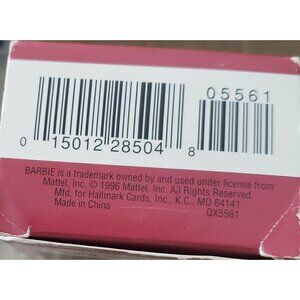 05561
0 15012 28504 8
BARBIE is a trademark owned by and used under license from
Mattel, Inc. © 1996 Mattel, Inc. All Rights Reserved.
Mfd. for Hallmark Cards, Inc., K.C., MO 64141
Made in China
QX5561